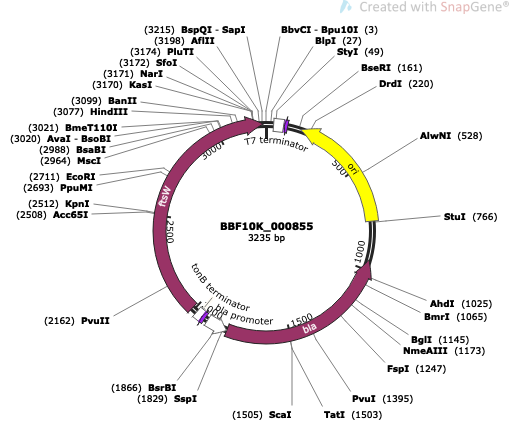 Created with SnapGene®
(3215) BspQI - SapI
(3198) AflII
(3174) PluTI
(3172) SfoI
(3171) NarI
(3170) KasI
(3099) BanII
(3077) HindIII
(3021) BmeT110I
(3020) AvaI - BsoBI
(2988) BsaBI
(2964) MscI
(2711) EcoRI
(2693) PpuMI
(2512) KpnI
(2508) Acc65I
(2162) PvuII
(1866) BsrBI
(1829) SspI
(1505) ScaI
BbvCI - Bpu10I (3)
BlpI (27)
StyI (49)
BseRI (161)
DrdI (220)
AlwNI (528)
StuI (766)
AhdI (1025)
BmrI (1065)
BglI (1145)
NmeAIII (1173)
FspI (1247)
PvuI (1395)
TatI (1503)
T7 terminator
ori
500
1000
1500
bla
bla promoter
tonB terminator
2500
ftsW
3000
BBF10K_000855
3235 bp